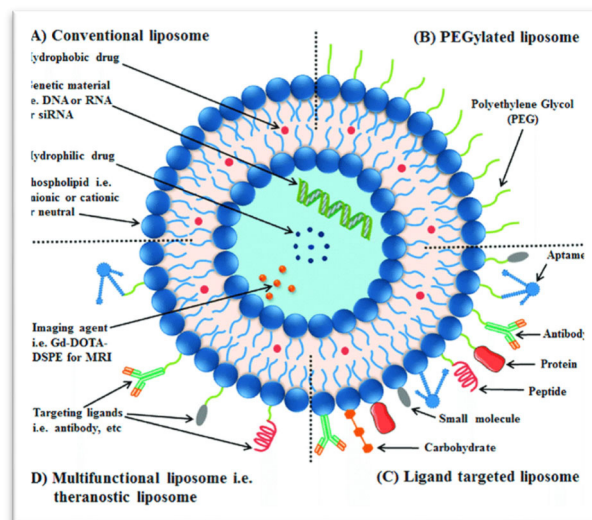 A) Conventional liposome
(B) PEGylated liposome
ydrophobic drug
enetic material
e. DNA or RNA
r siRNA
Polyethylene Glycol
(PEG)
ydrophilic drug
hospholipid i.e.
nionic or cationic
r neutral
Aptame
Imaging agent
i.e. Gd-DOTA-
DSPE for MRI
Antibody
Protein
Peptide
Targeting ligands
i.e. antibody, etc
Small molecule
Carbohydrate
D) Multifunctional liposome i.e.
theranostic liposome
(C) Ligand targeted liposome